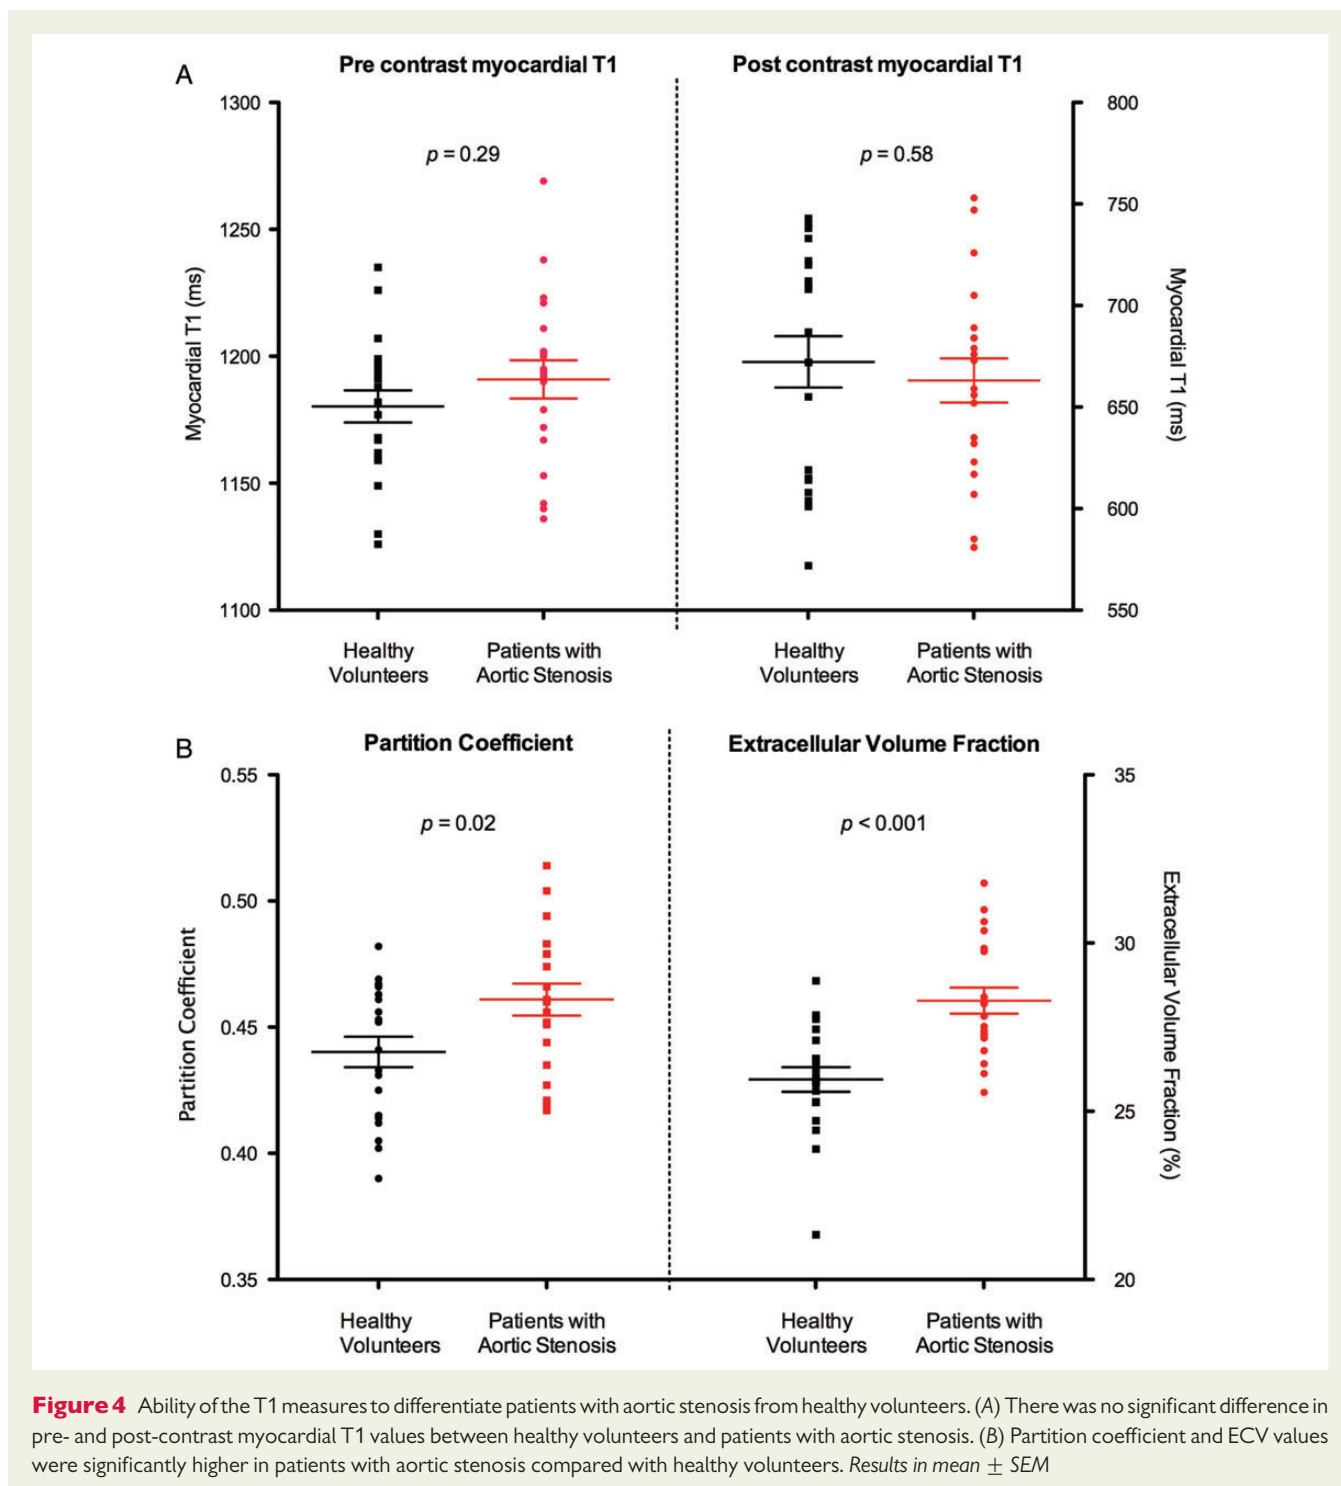 A
Pre contrast myocardial T1
Post contrast myocardial T1
1300
1250
1200
1150
1100
Myocardial T1 (ms)
p = 0.29
p = 0.58
800
750
700
650
600
550
Myocardial T1 (ms)
Healthy
Volunteers
Patients with
Aortic Stenosis
Healthy
Volunteers
Patients with
Aortic Stenosis
B
Partition Coefficient
Extracellular Volume Fraction
0.55
0.50
0.45
0.40
0.35
Partition Coefficient
p = 0.02
p < 0.001
35
30
25
20
Extracellular Volume Fraction (%)
Healthy
Volunteers
Patients with
Aortic Stenosis
Healthy
Volunteers
Patients with
Aortic Stenosis
Figure 4 Ability of the T1 measures to differentiate patients with aortic stenosis from healthy volunteers. (A) There was no significant difference in
pre- and post-contrast myocardial T1 values between healthy volunteers and patients with aortic stenosis. (B) Partition coefficient and ECV values
were significantly higher in patients with aortic stenosis compared with healthy volunteers. Results in mean ± SEM